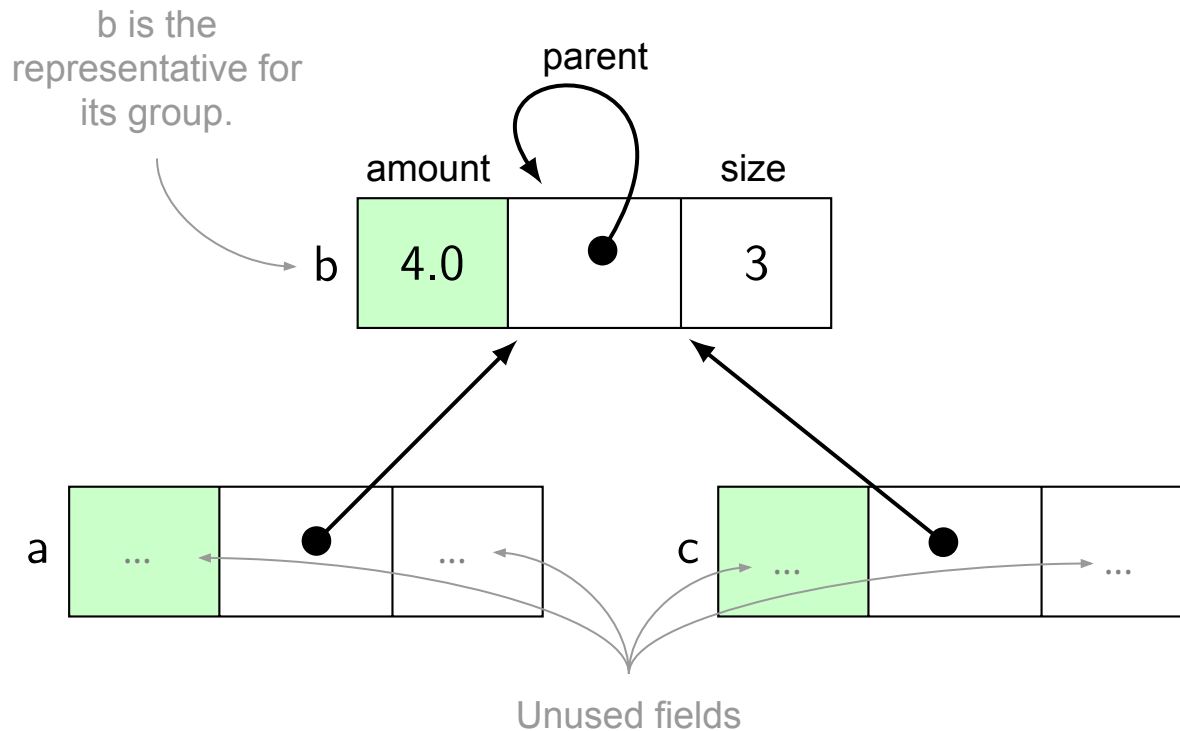 b is the
representative for
its group.
parent
amount
size
b
4.0
3
a
...
...
c
...
...
Unused fields